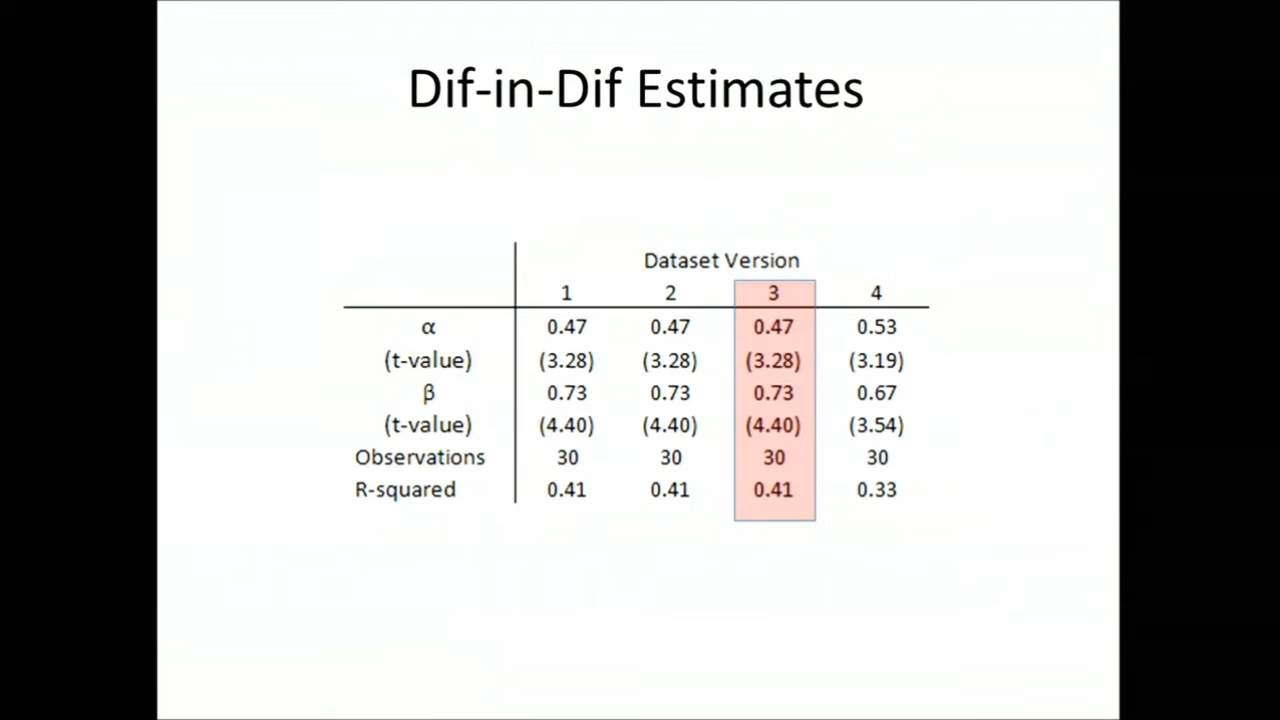 Dif-in-Dif Estimates
Dataset Version
1 2 3 4
α 0.47 0.47 0.47 0.53
(t-value) (3.28) (3.28) (3.28) (3.19)
β 0.73 0.73 0.73 0.67
(t-value) (4.40) (4.40) (4.40) (3.54)
Observations 30 30 30 30
R-squared 0.41 0.41 0.41 0.33